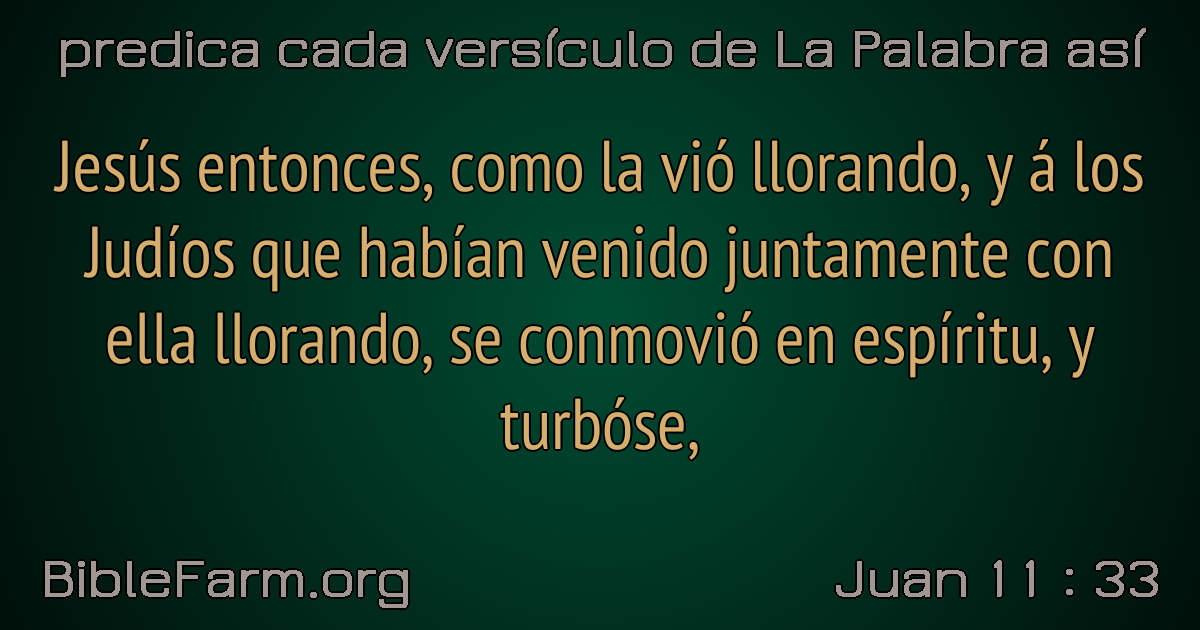 predica cada versículo de La Palabra así
Jesús entonces, como la vió llorando, y á los
Judíos que habían venido juntamente con
ella llorando, se conmovió en espíritu, y
turbóse,
BibleFarm.org
Juan 11 : 33